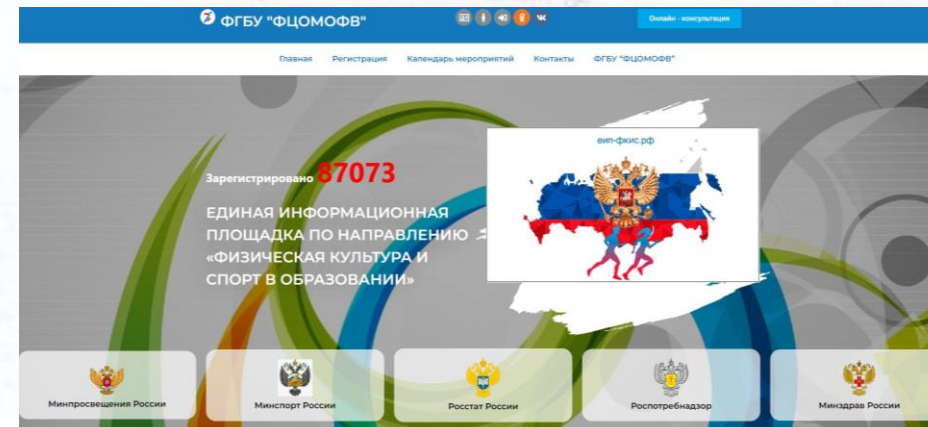 ФГБУ "ФЦОМОФВ"
Онлайн - консультация
Главная Регистрация Календарь мероприятий Контакты ФГБУ "ФЦОМОФВ"
еип-фкис.рф
Зарегистрировано 87073
ЕДИНАЯ ИНФОРМАЦИОННАЯ
ПЛОЩАДКА ПО НАПРАВЛЕНИЮ
«ФИЗИЧЕСКАЯ КУЛЬТУРА И
СПОРТ В ОБРАЗОВАНИИ»
Минпросвещения России
Минспорт России
Росстат России
Роспотребнадзор
Минздрав России